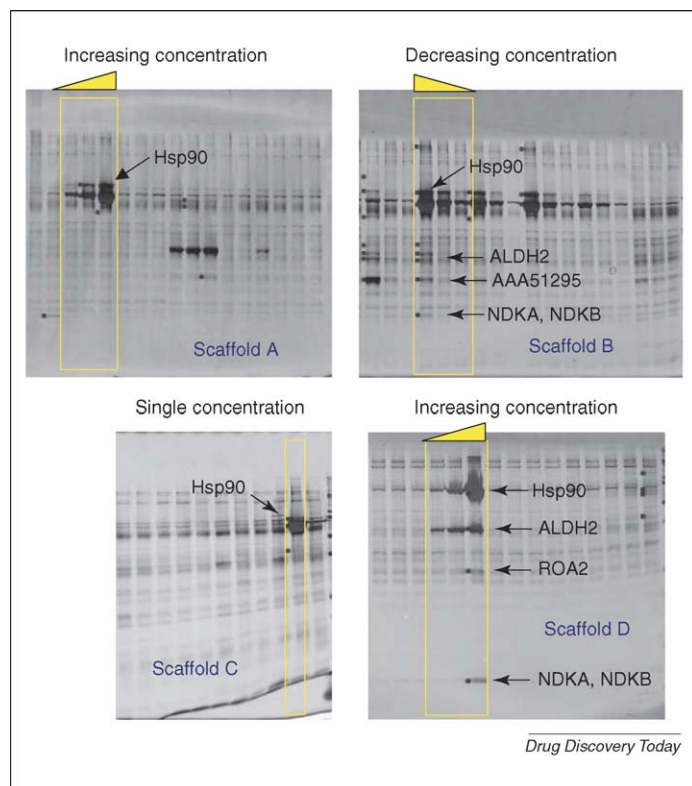 Increasing concentration
Hsp90
Scaffold A
Decreasing concentration
Hsp90
ALDH2
AAA51295
NDKA, NDKB
Scaffold B
Single concentration
Hsp90
Scaffold C
Increasing concentration
Hsp90
ALDH2
ROA2
Scaffold D
NDKA, NDKB
Drug Discovery Today